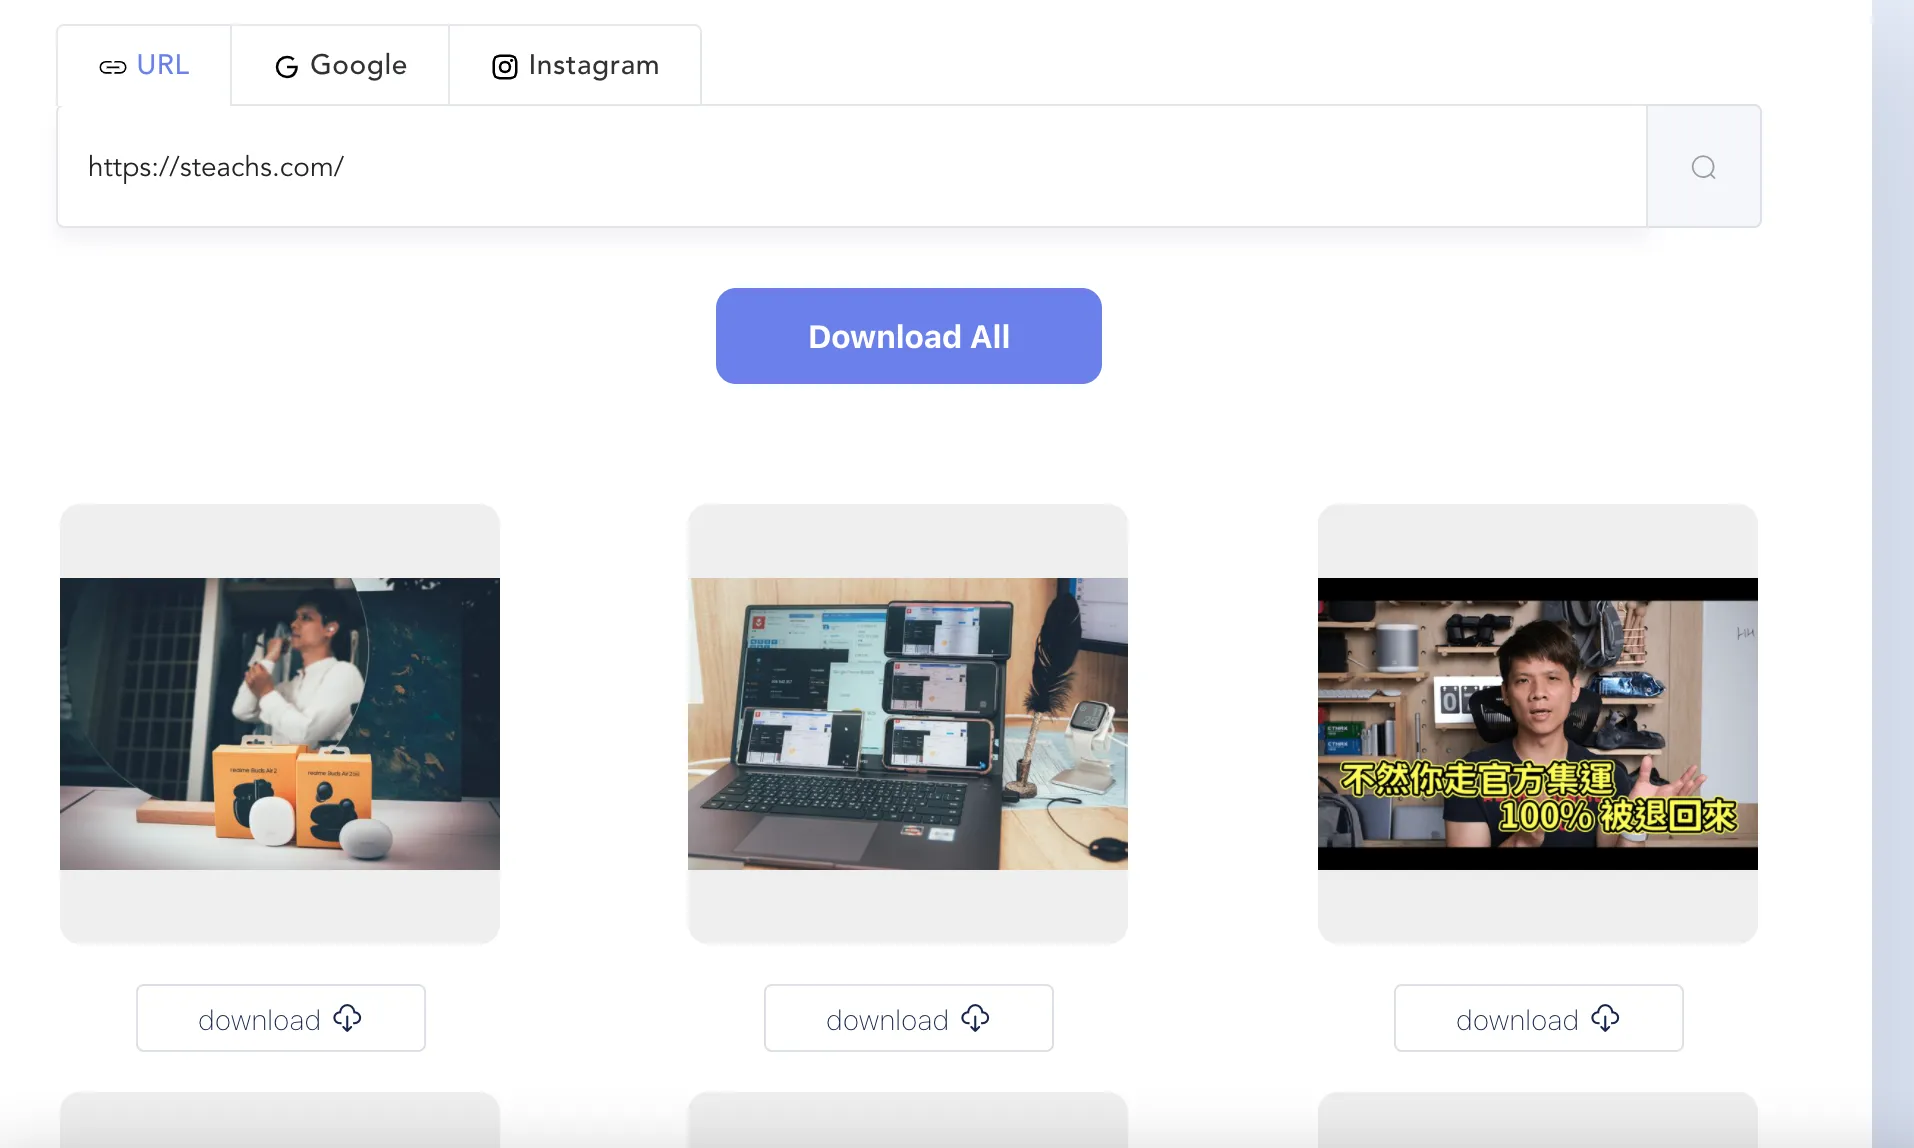 URL
Google
Instagram
https://steachs.com/
Download All
realme Buds Air 2
realme Buds Air 2
不然你走官方集運
100% 被退回來
download
download
download